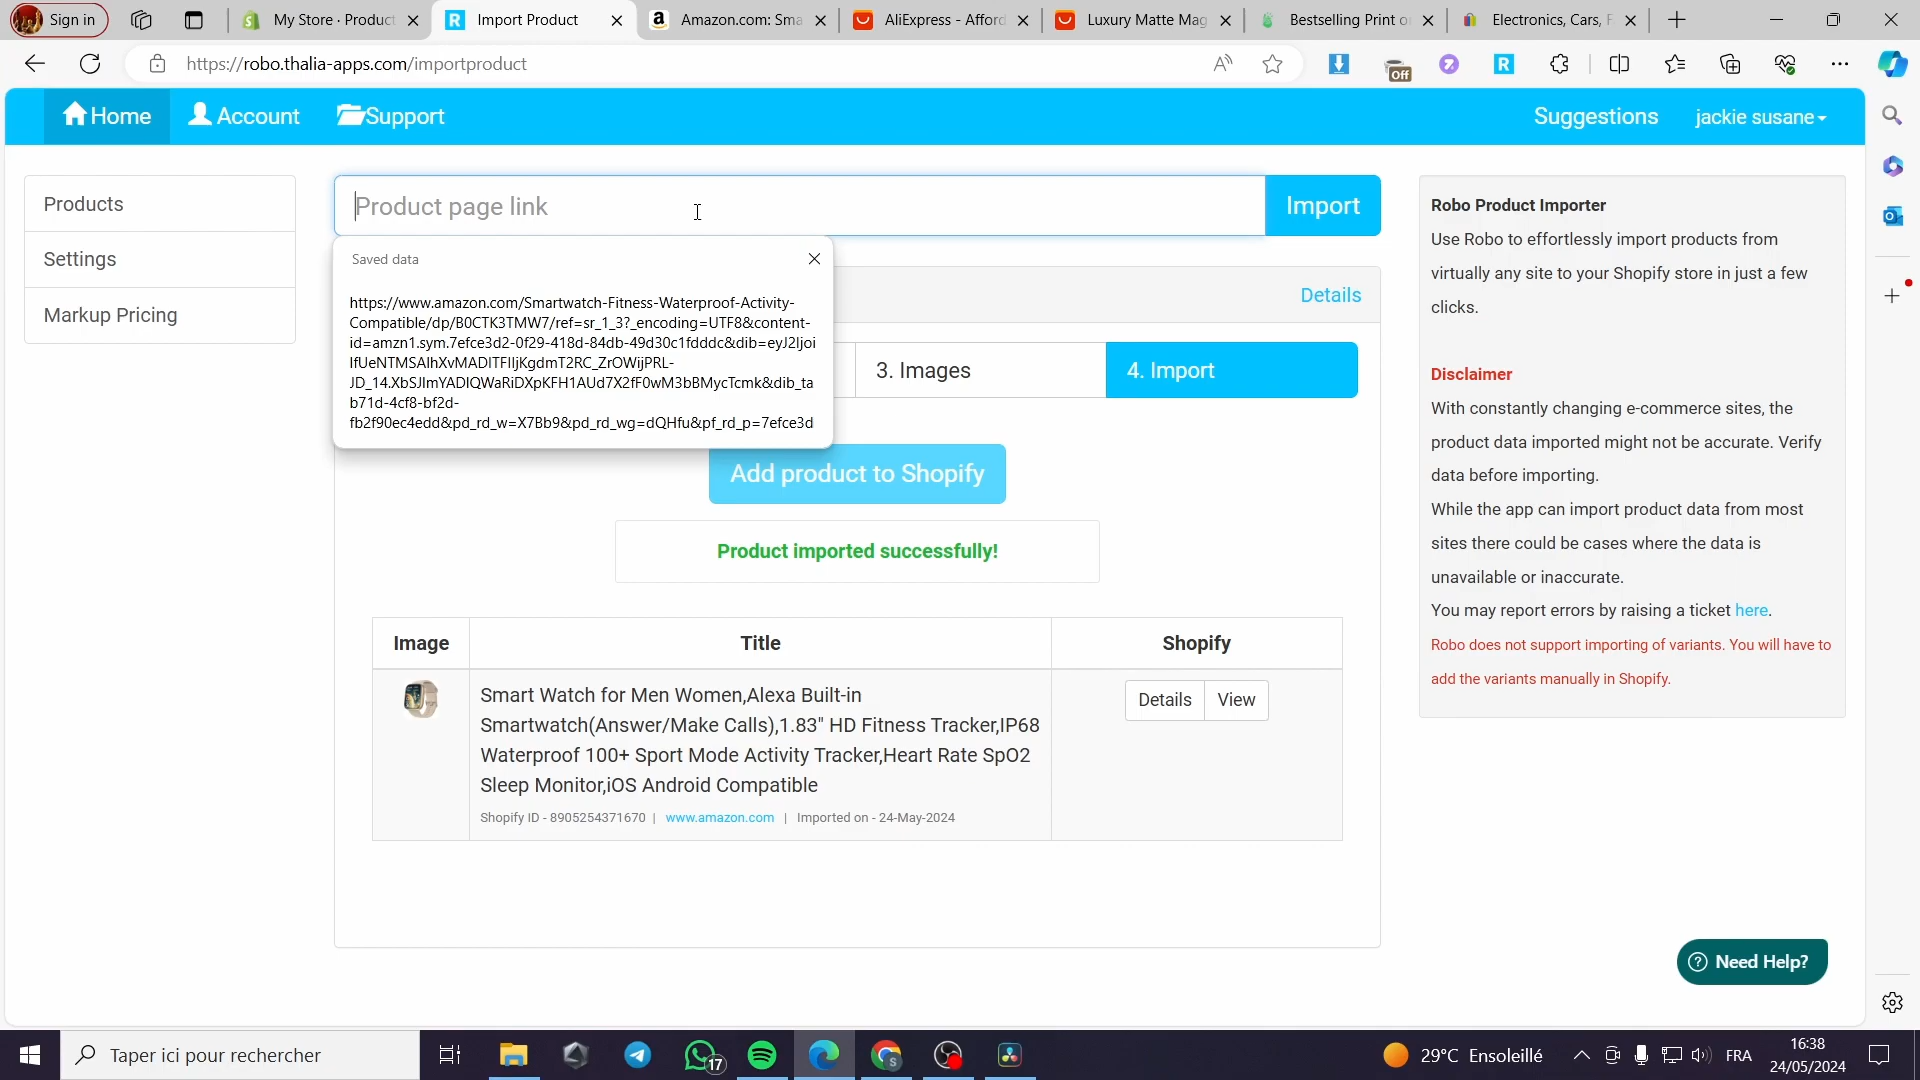 Sign in
My Store · Product
Import Product
Amazon.com: Sma
AliExpress - Afford
Luxury Matte Mag
Bestselling Print o
Electronics, Cars, F
https://robo.thalia-apps.com/importproduct
Off
Home
Account
Support
Suggestions
jackie susane
Products
Settings
Markup Pricing
Product page link
Import
Saved data
https://www.amazon.com/Smartwatch-Fitness-Waterproof-Activity-
Compatible/dp/B0CTK3TMW7/ref=sr_1_3?_encoding=UTF8&content-
id=amzn1.sym.7efce3d2-0f29-418d-84db-49d30c1fdddc&dib=eyJ2Ijoi
IfUeNTMSAIhXvMADITFIljKgdmT2RC_ZrOWijPRL-
JD_14.XbSJImYADIQWaRiDXpKFH1AUd7X2fF0wM3bBMycTcmk&dib_ta
b71d-4cf8-bf2d-
fb2f90ec4edd&pd_rd_w=X7Bb9&pd_rd_wg=dQHfu&pf_rd_p=7efce3d
Details
3. Images
4. Import
Add product to Shopify
Product imported successfully!
Image
Title
Shopify
Smart Watch for Men Women,Alexa Built-in
Smartwatch(Answer/Make Calls),1.83" HD Fitness Tracker,IP68
Waterproof 100+ Sport Mode Activity Tracker,Heart Rate SpO2
Sleep Monitor,iOS Android Compatible
Shopify ID - 8905254371670 | www.amazon.com | Imported on - 24-May-2024
Details
View
Robo Product Importer
Use Robo to effortlessly import products from
virtually any site to your Shopify store in just a few
clicks.
Disclaimer
With constantly changing e-commerce sites, the
product data imported might not be accurate. Verify
data before importing.
While the app can import product data from most
sites there could be cases where the data is
unavailable or inaccurate.
You may report errors by raising a ticket here.
Robo does not support importing of variants. You will have to
add the variants manually in Shopify.
Need Help?
Taper ici pour rechercher
17
29°C Ensoleillé
FRA
16:38
24/05/2024